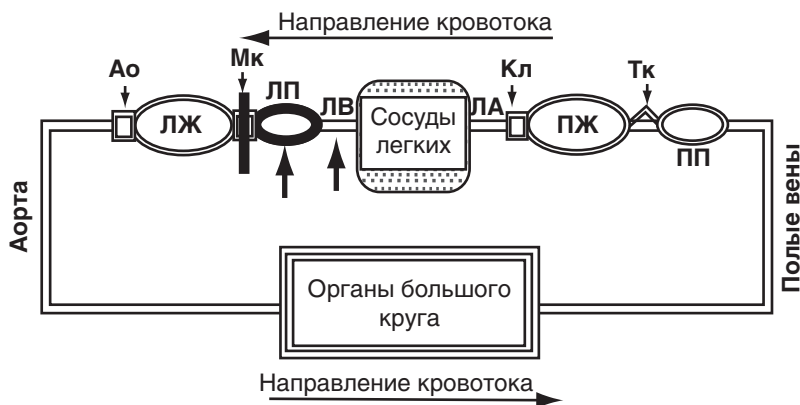 Направление кровотока
Ао
Мк
ЛП
ЛВ
ЛА
Кл
Тк
ЛЖ
Сосуды
легких
ПЖ
ПП
Аорта
Полые вены
Органы большого
круга
Направление кровотока